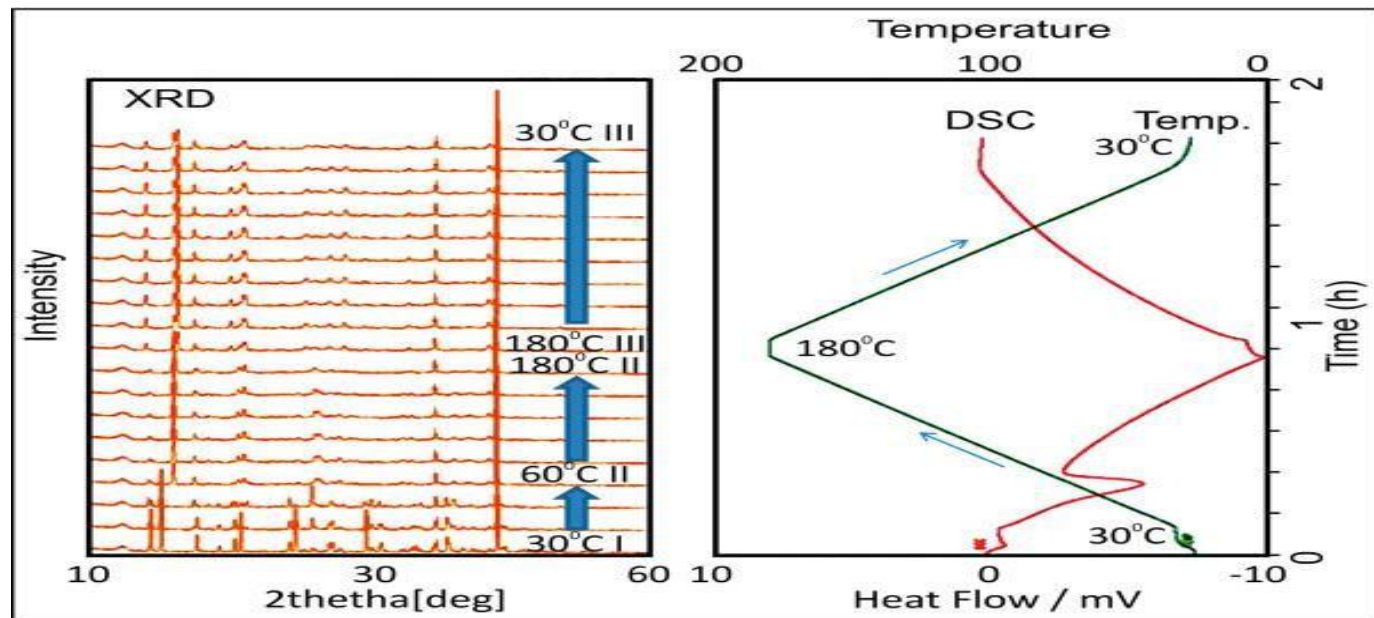 Temperature
200 100 0
XRD
30°C III
180°C III
180°C II
60°C II
30°C I
Intensity
10 30 60
2thetha[deg]
DSC Temp.
30°C
180°C
30°C
2
1
0
Time (h)
10 0 -10
Heat Flow / mV